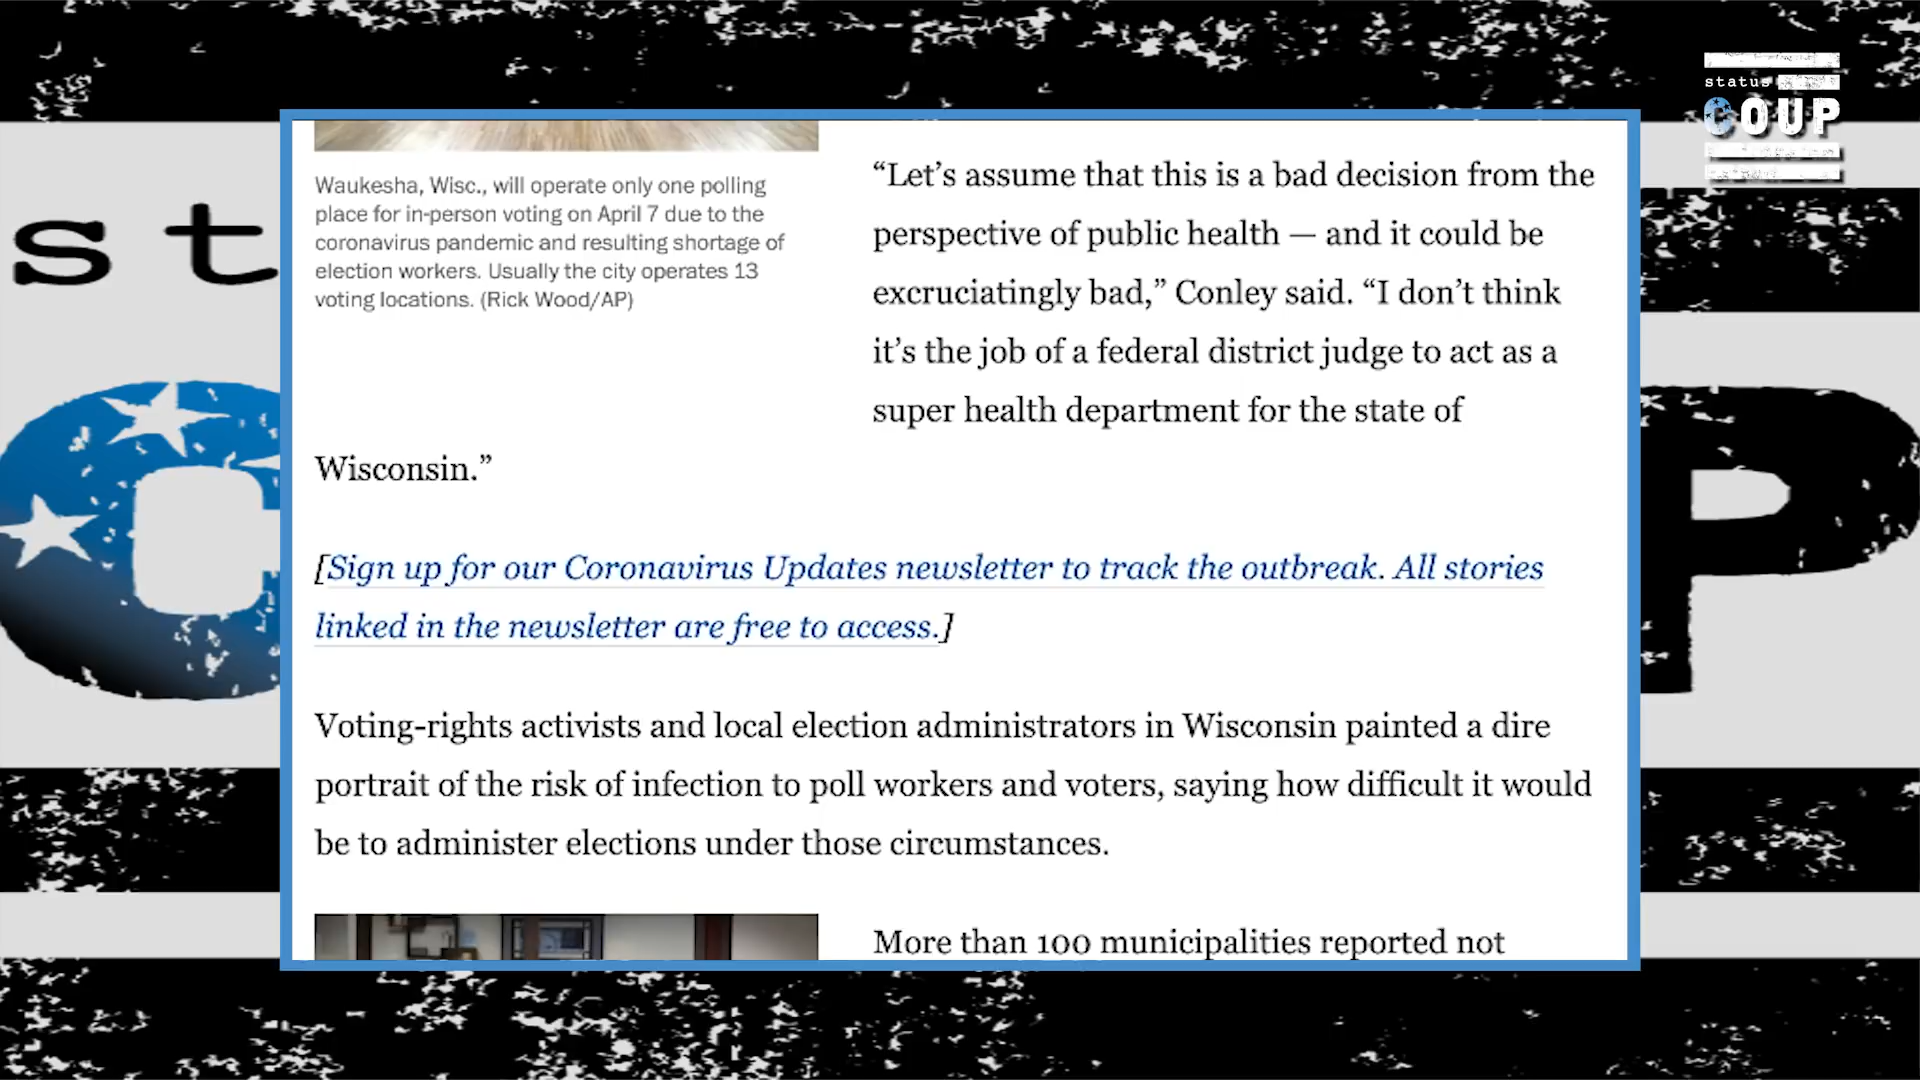 status
COUP
st
C
P
Waukesha, Wisc., will operate only one polling
place for in-person voting on April 7 due to the
coronavirus pandemic and resulting shortage of
election workers. Usually the city operates 13
voting locations. (Rick Wood/AP)
“Let’s assume that this is a bad decision from the
perspective of public health — and it could be
excruciatingly bad,” Conley said. “I don’t think
it’s the job of a federal district judge to act as a
super health department for the state of
Wisconsin.”
[Sign up for our Coronavirus Updates newsletter to track the outbreak. All stories
linked in the newsletter are free to access.]
Voting-rights activists and local election administrators in Wisconsin painted a dire
portrait of the risk of infection to poll workers and voters, saying how difficult it would
be to administer elections under those circumstances.
More than 100 municipalities reported not